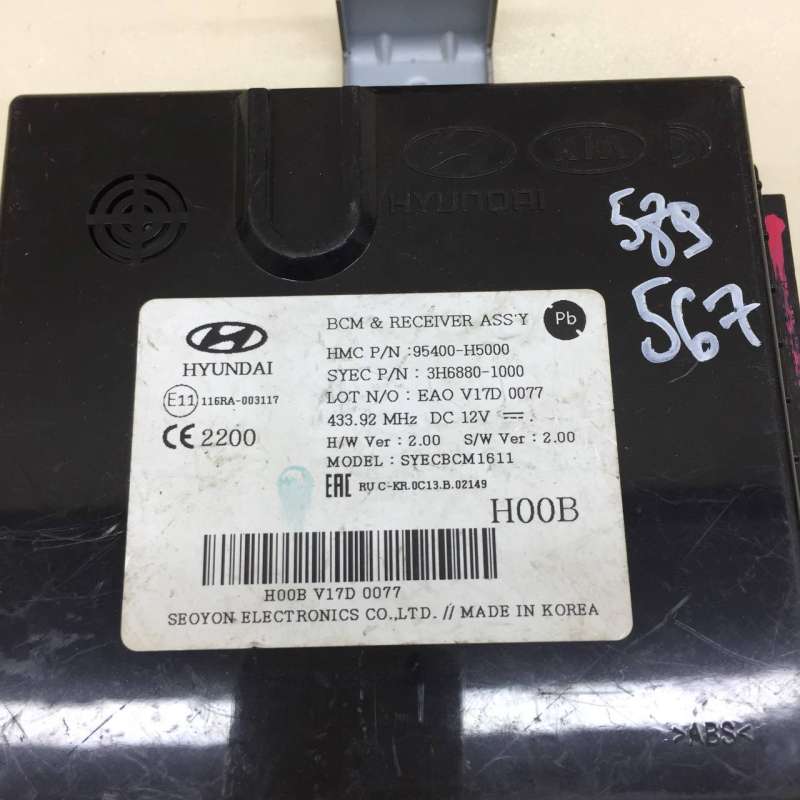 KIA
HYUNDAI
589
567
HYUNDAI
BCM & RECEIVER ASS'Y
Pb
HMC P/N :95400-H5000
SYEC P/N : 3H6880-1000
LOT N/O : EAO V17D 0077
433.92 MHz DC 12V
H/W Ver : 2.00 S/W Ver : 2.00
MODEL : SYECBCM1611
E11 116RA-003117
CE 2200
EAC RU C-KR.0C13.B.02149
H00B
H00B V17D 0077
SEOYON ELECTRONICS CO.,LTD. // MADE IN KOREA
>ABS<